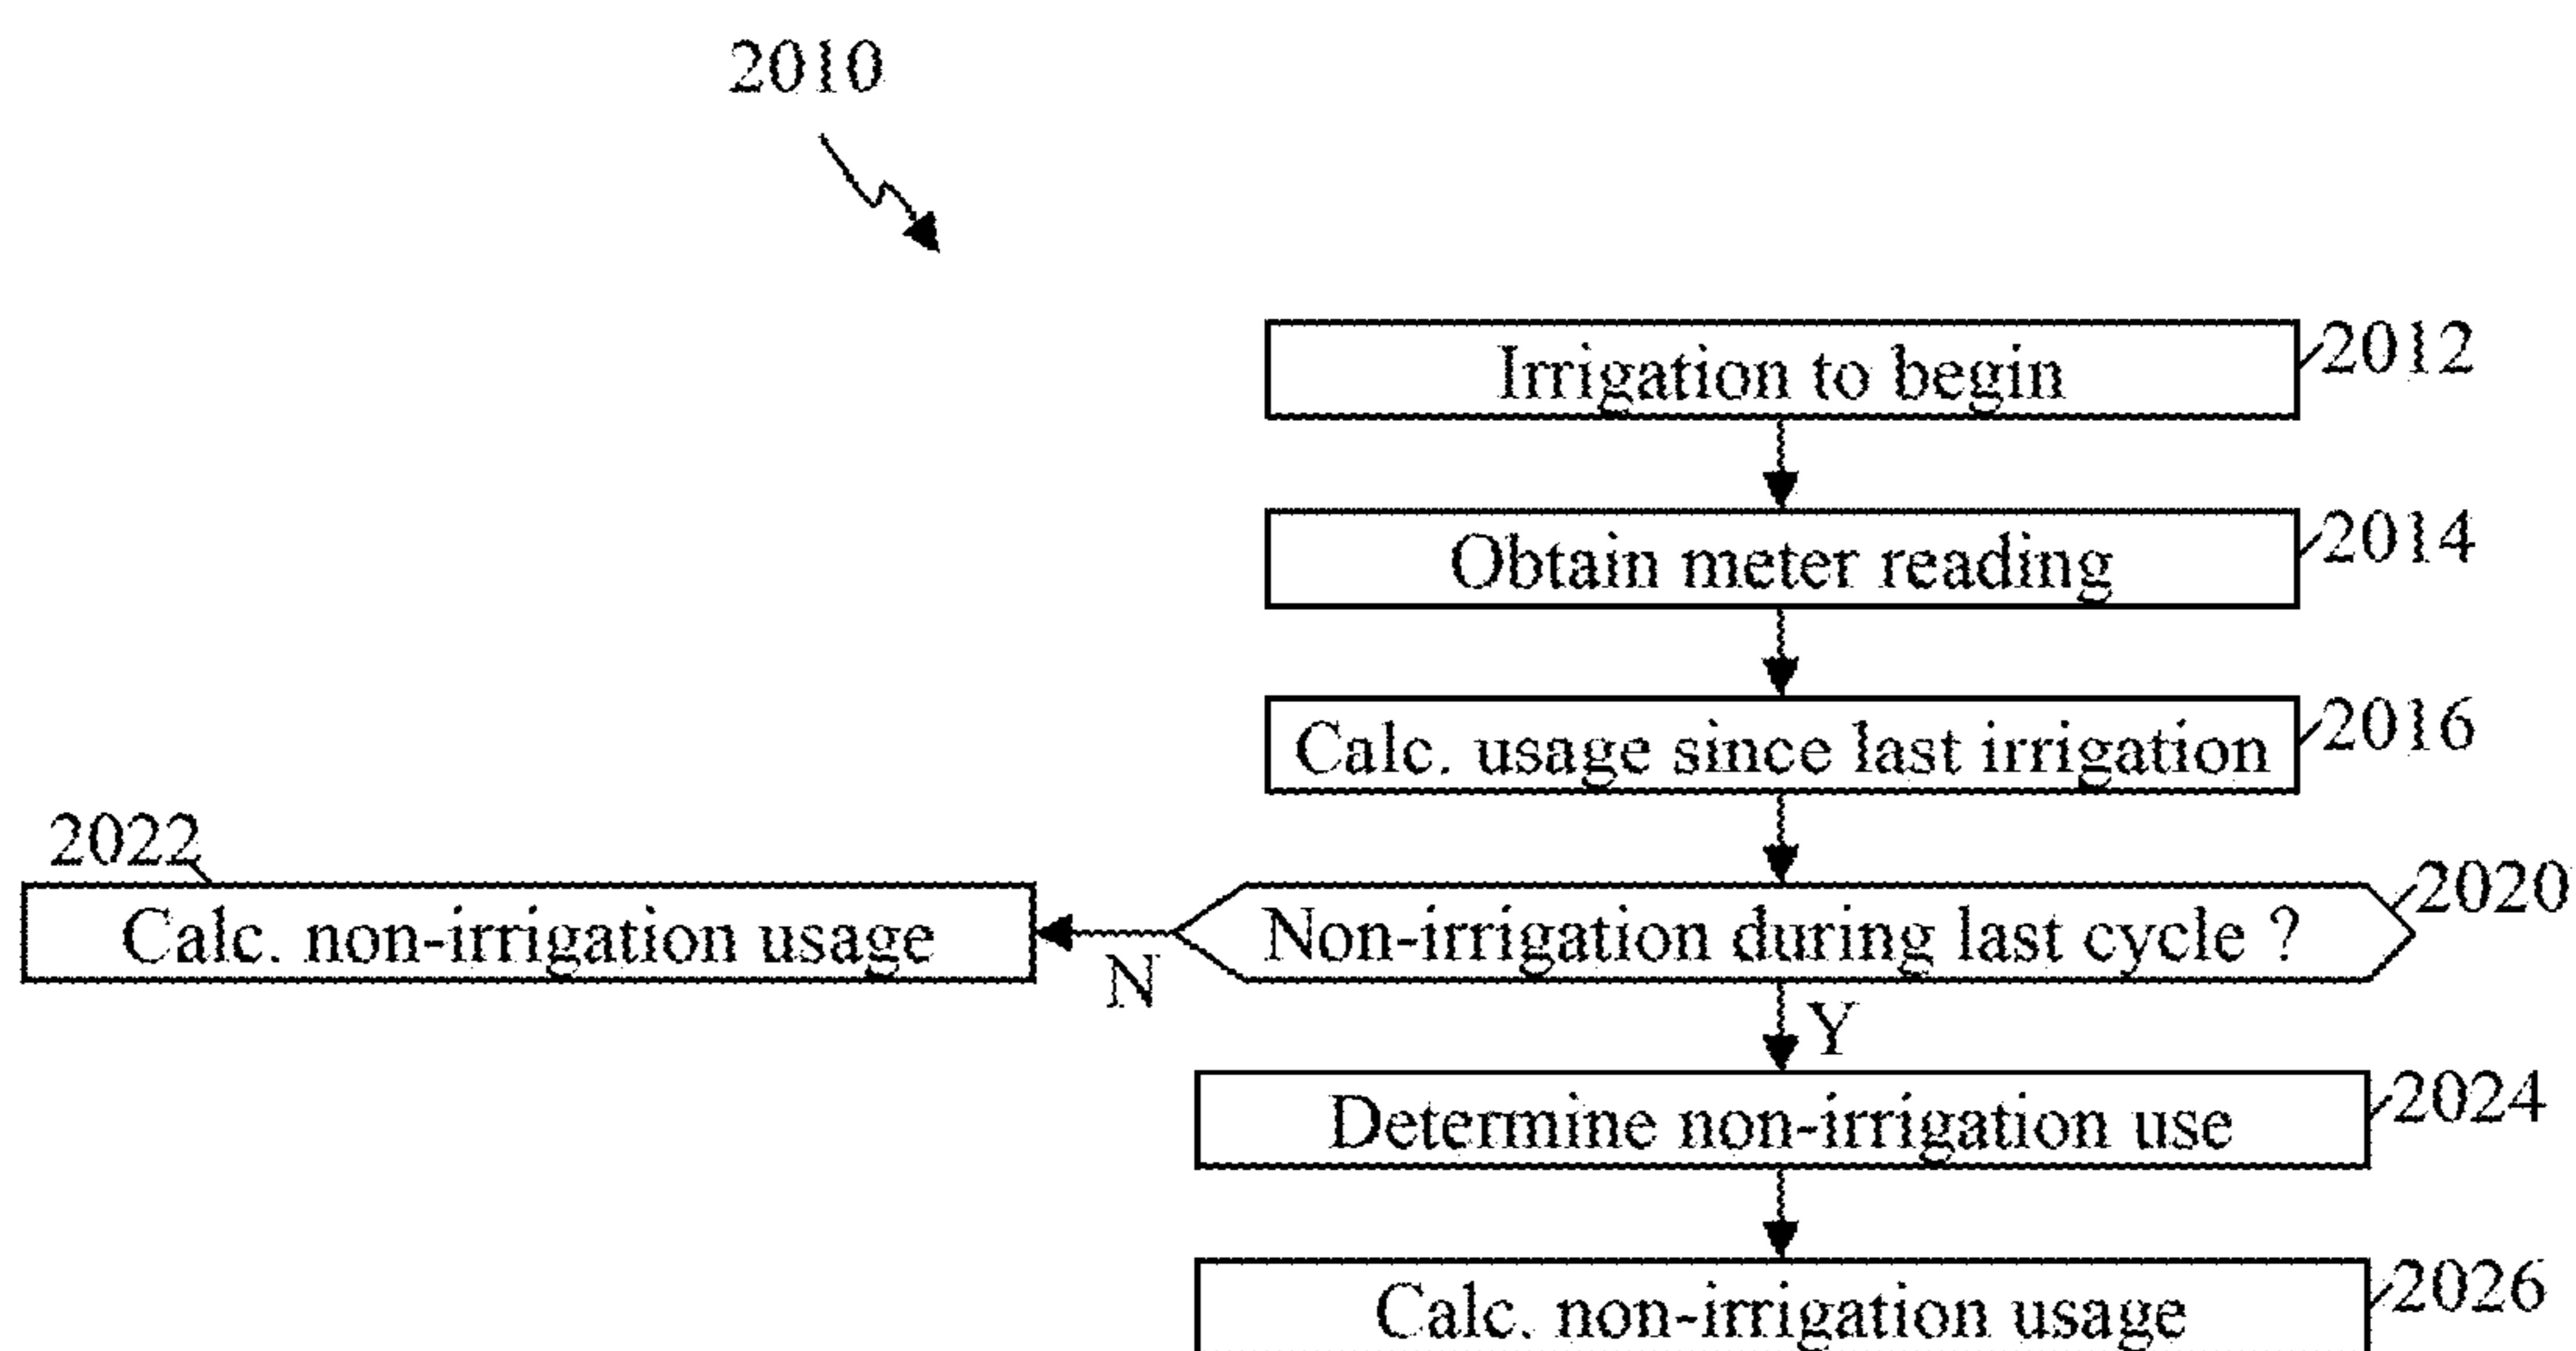 2010
Irrigation to begin
2012
Obtain meter reading
2014
Calc. usage since last irrigation
2016
2022
Calc. non-irrigation usage
N
Non-irrigation during last cycle ?
2020
Y
Determine non-irrigation use
2024
Calc. non-irrigation usage
2026